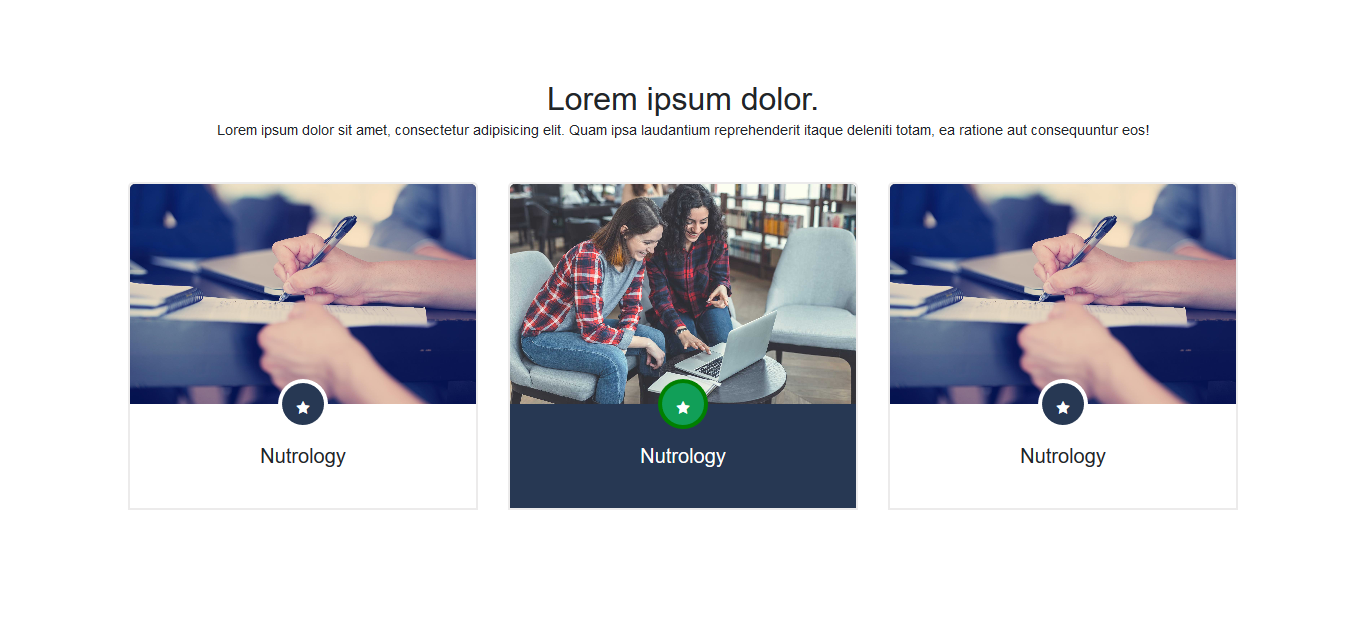 Lorem ipsum dolor.
Lorem ipsum dolor sit amet, consectetur adipisicing elit. Quam ipsa laudantium reprehenderit itaque deleniti totam, ea ratione aut consequuntur eos!
Nutrology
Nutrology
Nutrology